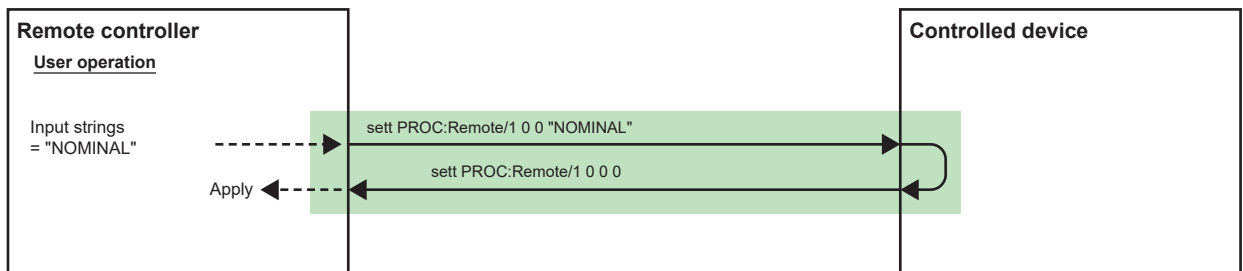 Remote controller
Controlled device
User operation
Input strings
= "NOMINAL"
sett PROC:Remote/1 0 0 "NOMINAL"
sett PROC:Remote/1 0 0 0
Apply